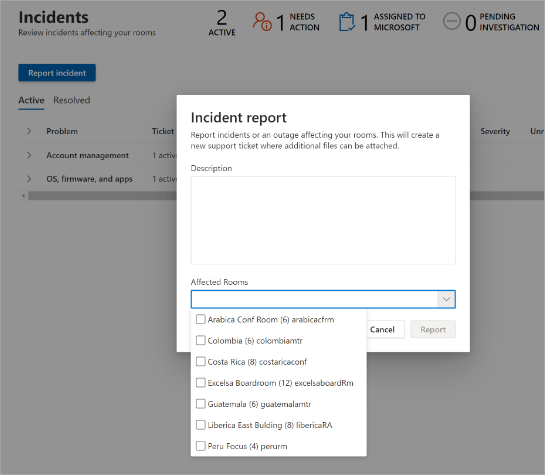 Incidents
Review incidents affecting your rooms
2
ACTIVE
1 NEEDS
ACTION
1 ASSIGNED TO
MICROSOFT
0 PENDING
INVESTIGATION
Report incident
Active Resolved
Problem Ticket Severity
Account management 1 active
OS, firmware, and apps 1 active
Incident report
Report incidents or an outage affecting your rooms. This will create a
new support ticket where additional files can be attached.
Description
Affected Rooms
Cancel Report
Arabica Conf Room (6) arabicacfrm
Colombia (6) colombiamtr
Costa Rica (8) costaricaconf
Excelsa Boardroom (12) excelsaboardRm
Guatemala (6) guatemalamtr
Liberica East Bulding (8) libericaRA
Peru Focus (4) perurm